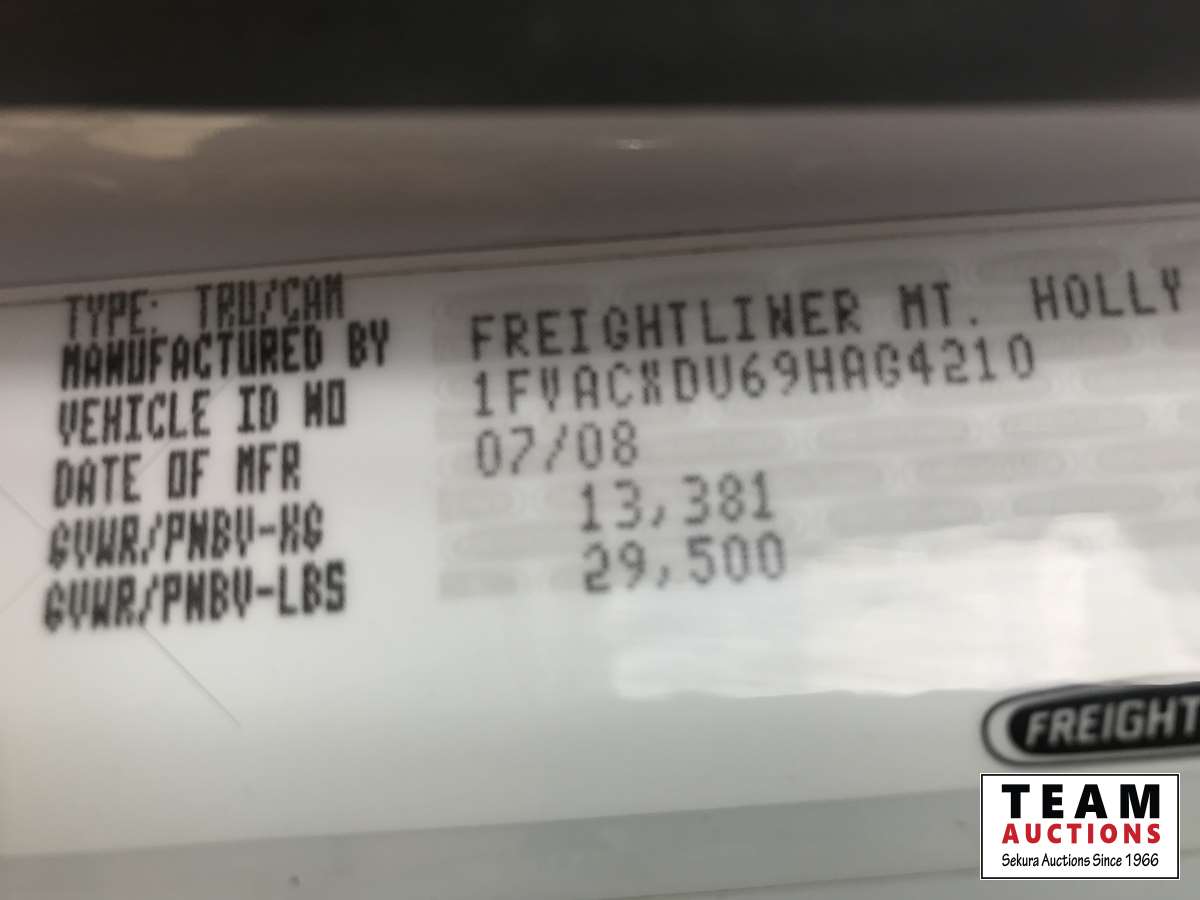 TYPE: TRU/CAM
MANUFACTURED BY FREIGHTLINER MT. HOLLY
VEHICLE ID NO 1FVACXDU69HAG4210
DATE OF MFR 07/08
GVWR/PNBV-KG 13,381
GVWR/PNBV-LBS 29,500
FREIGHT
TEAM
AUCTIONS
Sekura Auctions Since 1966